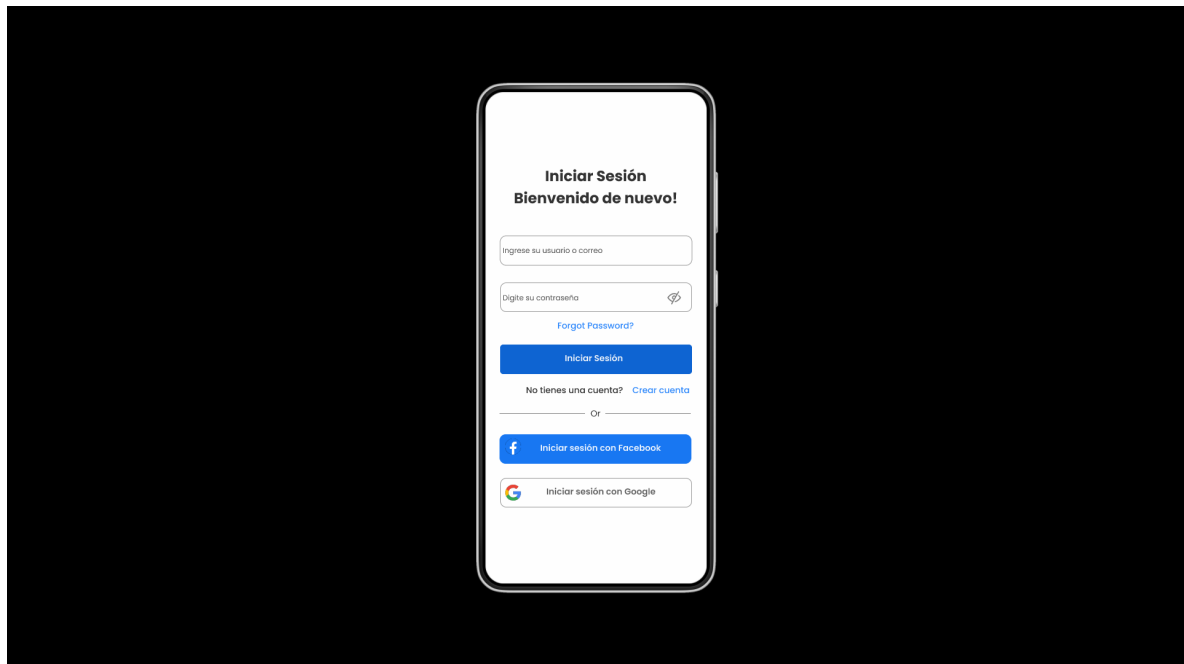 Iniciar Sesión
Bienvenido de nuevo!
Ingrese su usuario o correo
Digite su contraseña
Forgot Password?
Iniciar Sesión
No tienes una cuenta? Crear cuenta
Or
Iniciar sesión con Facebook
Iniciar sesión con Google